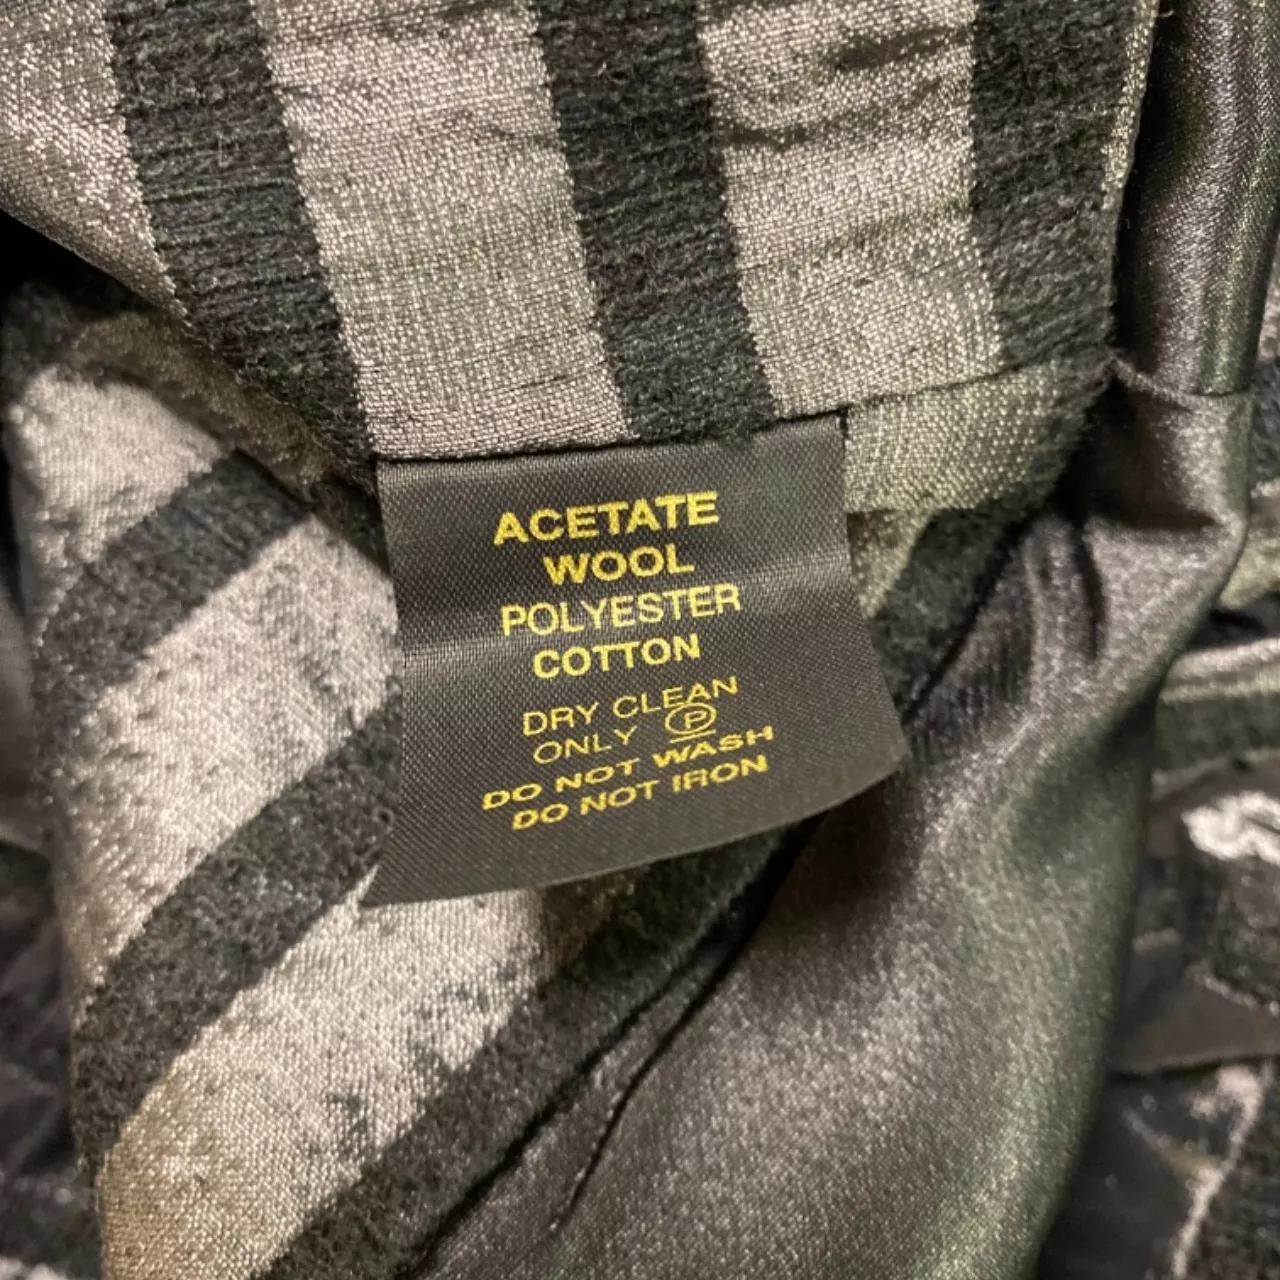 ACETATE
WOOL
POLYESTER
COTTON
DRY CLEAN
ONLY Ⓟ
DO NOT WASH
DO NOT IRON